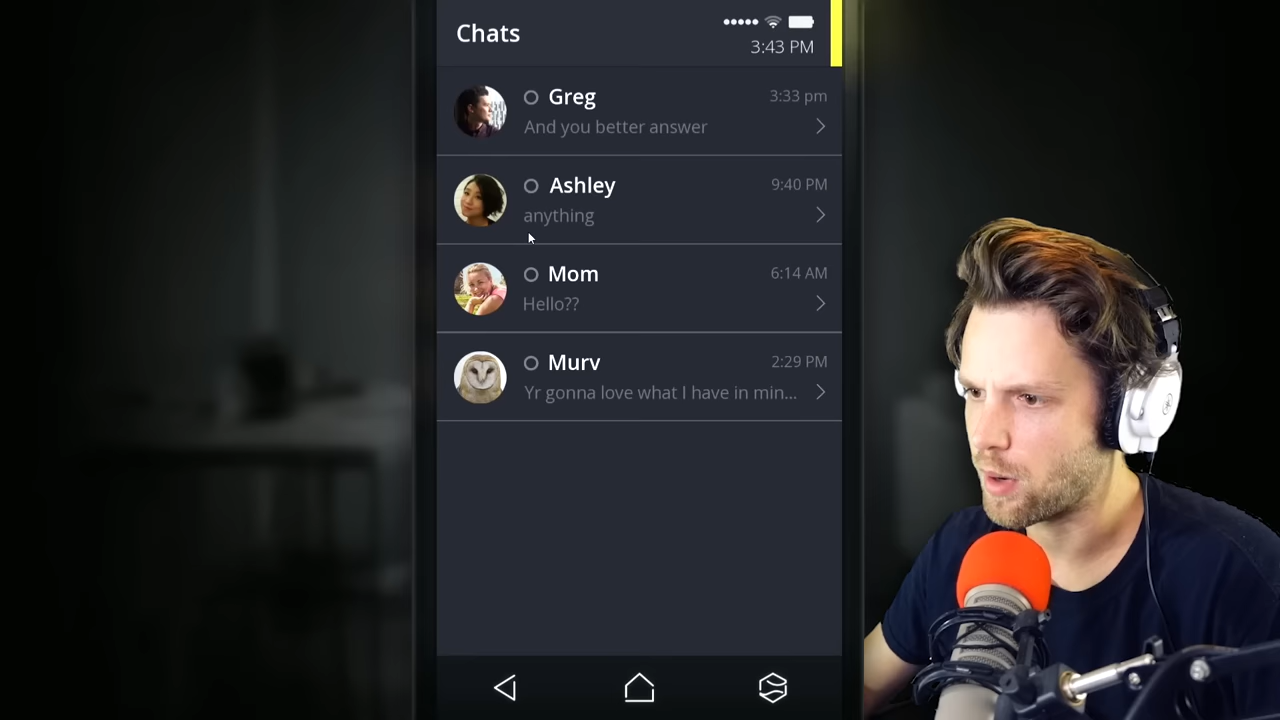 Chats
3:43 PM
Greg
3:33 pm
And you better answer
Ashley
9:40 PM
anything
Mom
6:14 AM
Hello??
Murv
2:29 PM
Yr gonna love what I have in min...